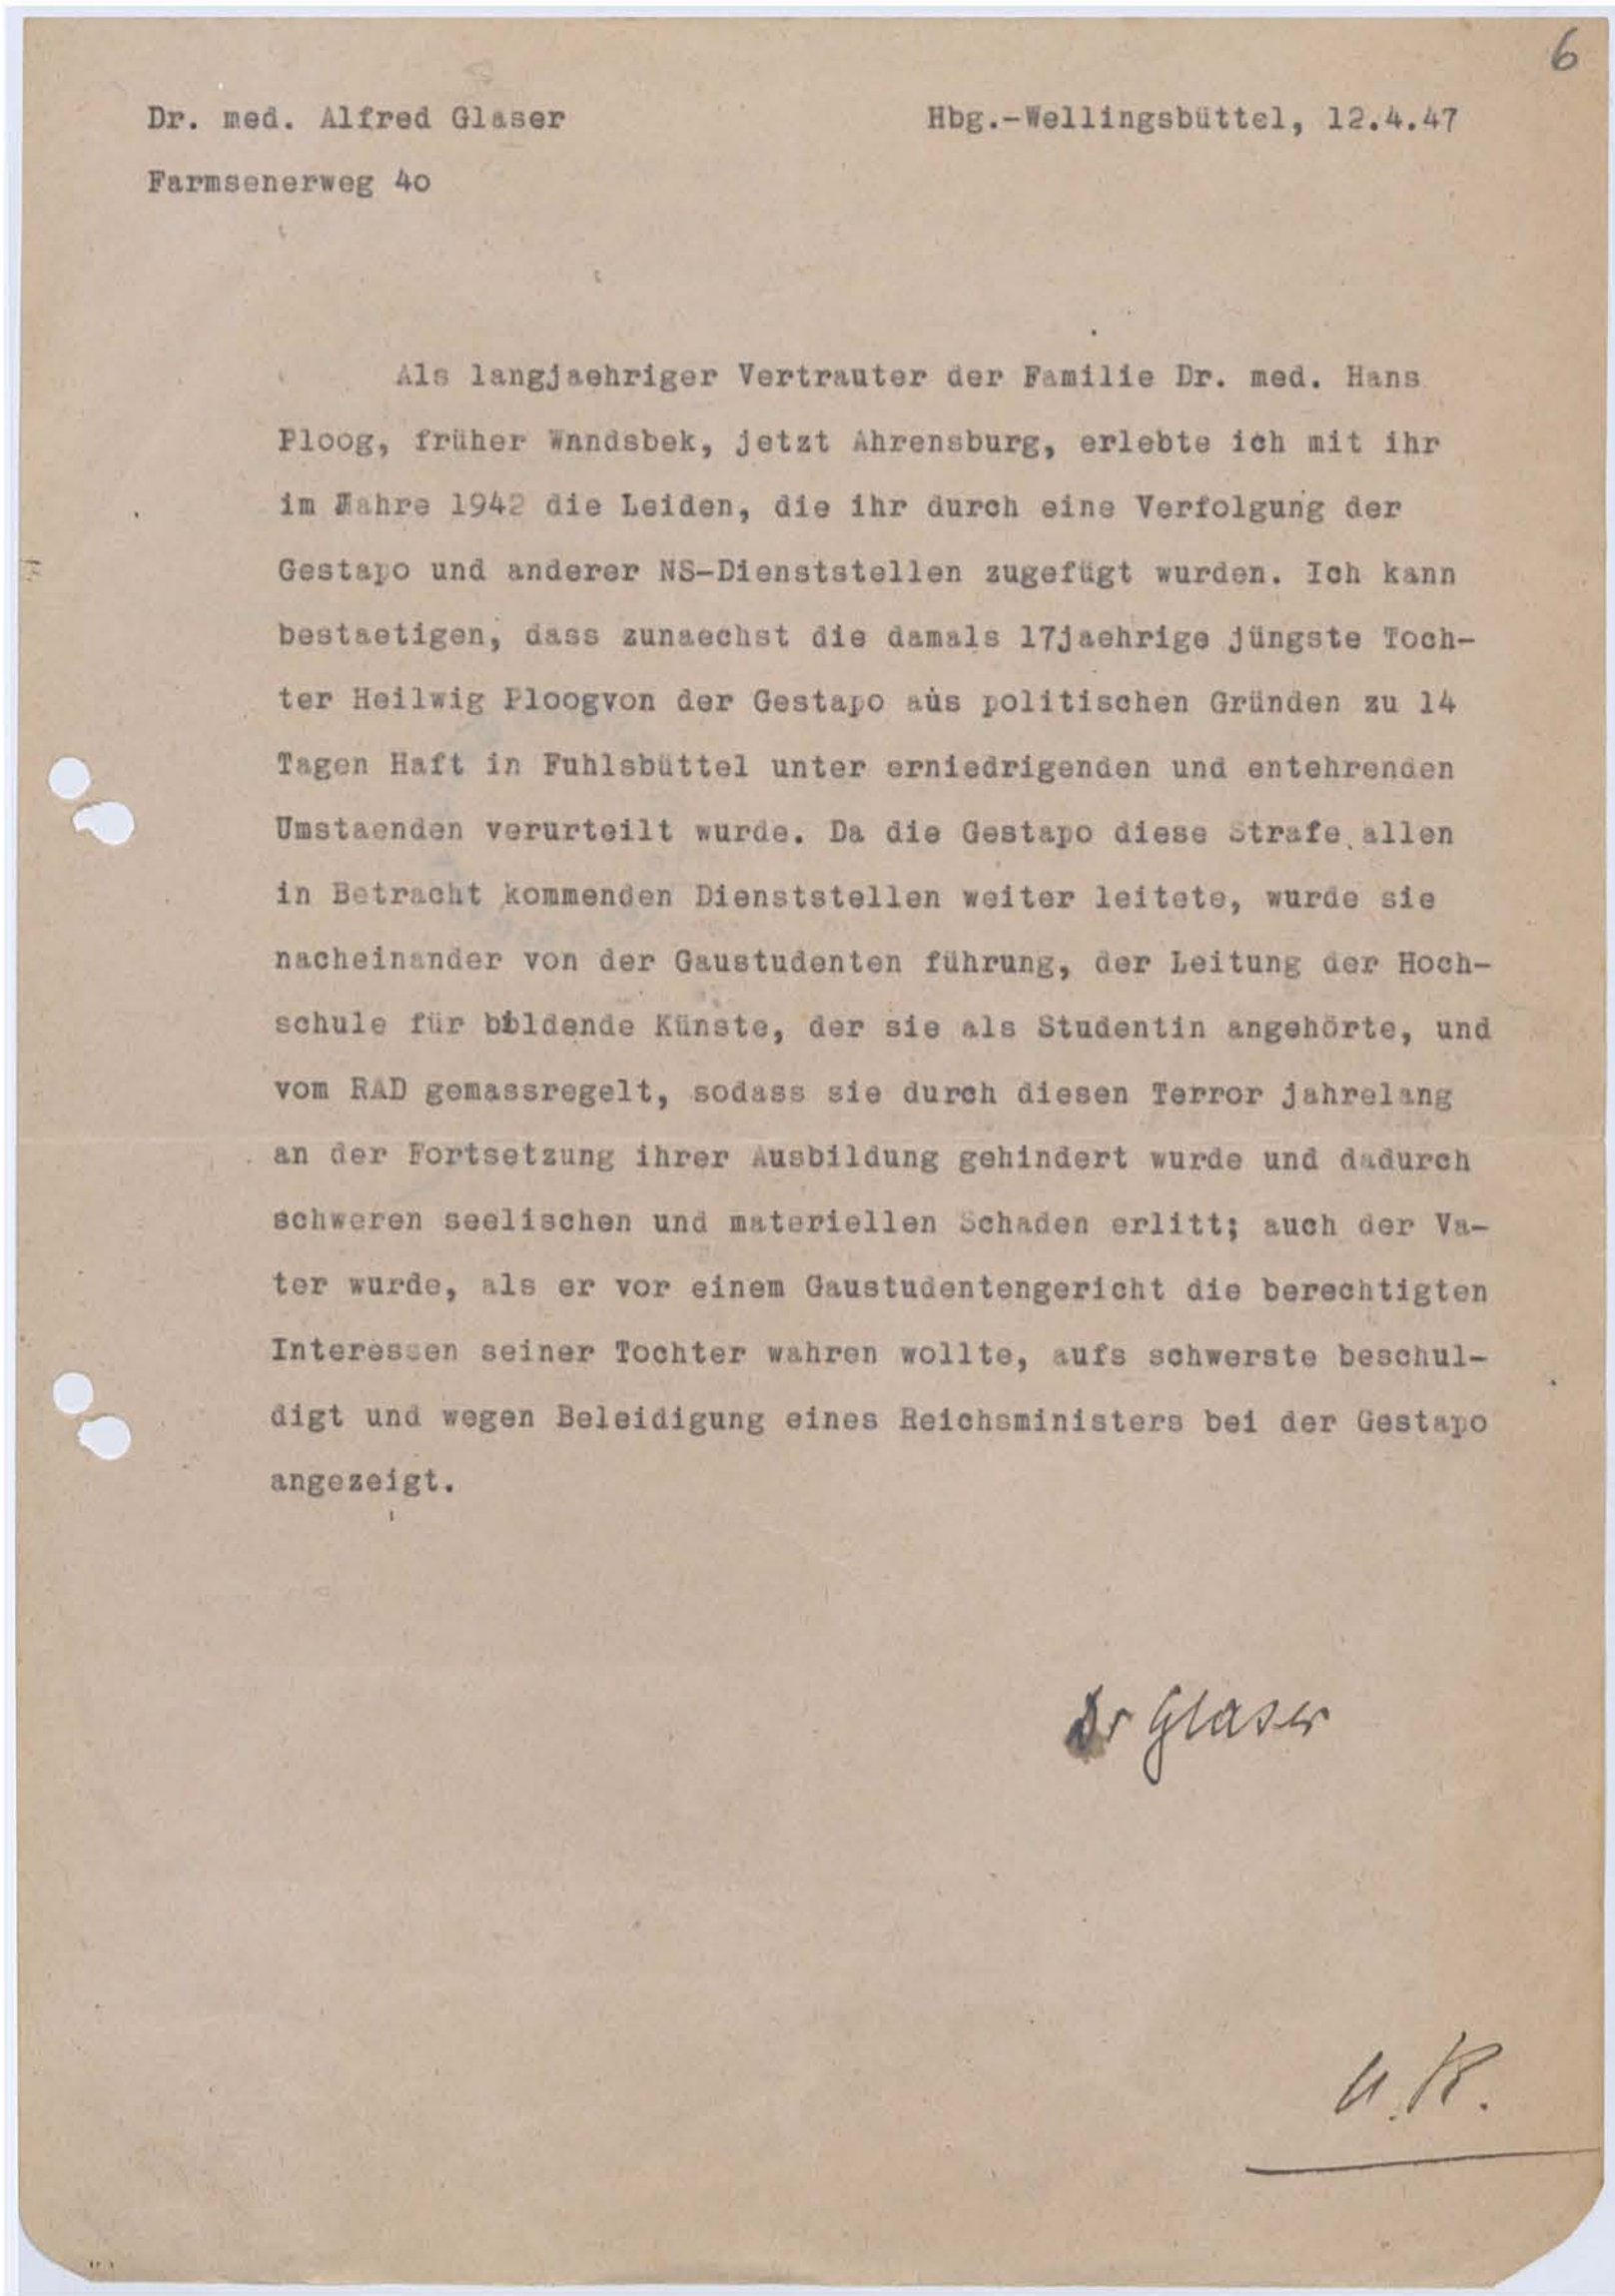 6
Dr. med. Alfred Glaser Hbg.-Wellingsbüttel, 12.4.47
Farmsenerweg 4o
Als langjaehriger Vertrauter der Familie Dr. med. Hans
Ploog, früher Wandsbek, jetzt Ahrensburg, erlebte ich mit ihr
im Jahre 1942 die Leiden, die ihr durch eine Verfolgung der
Gestapo und anderer NS-Dienststellen zugefügt wurden. Ich kann
bestaetigen, dass zunaechst die damals 17jaehrige jüngste Toch-
ter Heilwig Ploogvon der Gestapo aus politischen Gründen zu 14
Tagen Haft in Fuhlsbüttel unter erniedrigenden und entehrenden
Umstaenden verurteilt wurde. Da die Gestapo diese Strafe allen
in Betracht kommenden Dienststellen weiter leitete, wurde sie
nacheinander von der Gaustudenten führung, der Leitung der Hoch-
schule für bildende Künste, der sie als Studentin angehörte, und
vom RAD gemassregelt, sodass sie durch diesen Terror jahrelang
an der Fortsetzung ihrer Ausbildung gehindert wurde und dadurch
schweren seelischen und materiellen Schaden erlitt; auch der Va-
ter wurde, als er vor einem Gaustudentengericht die berechtigten
Interessen seiner Tochter wahren wollte, aufs schwerste beschul-
digt und wegen Beleidigung eines Reichsministers bei der Gestapo
angezeigt.
Dr Glaser
U.K.